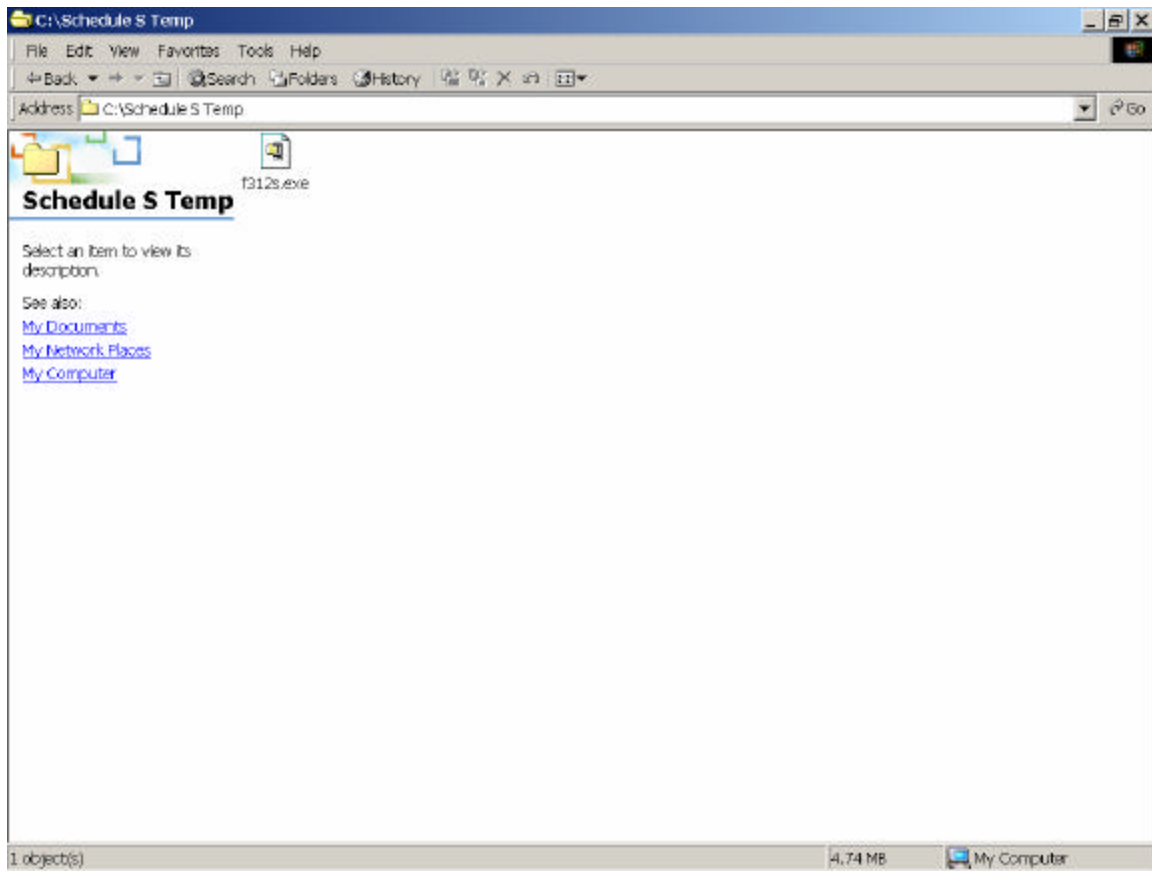 C:\Schedule S Temp
File Edit View Favorites Tools Help
Back Search Folders History
Address C:\Schedule S Temp Go
f312s.exe
Schedule S Temp
Select an item to view its
description.
See also:
My Documents
My Network Places
My Computer
1 object(s) 4.74 MB My Computer